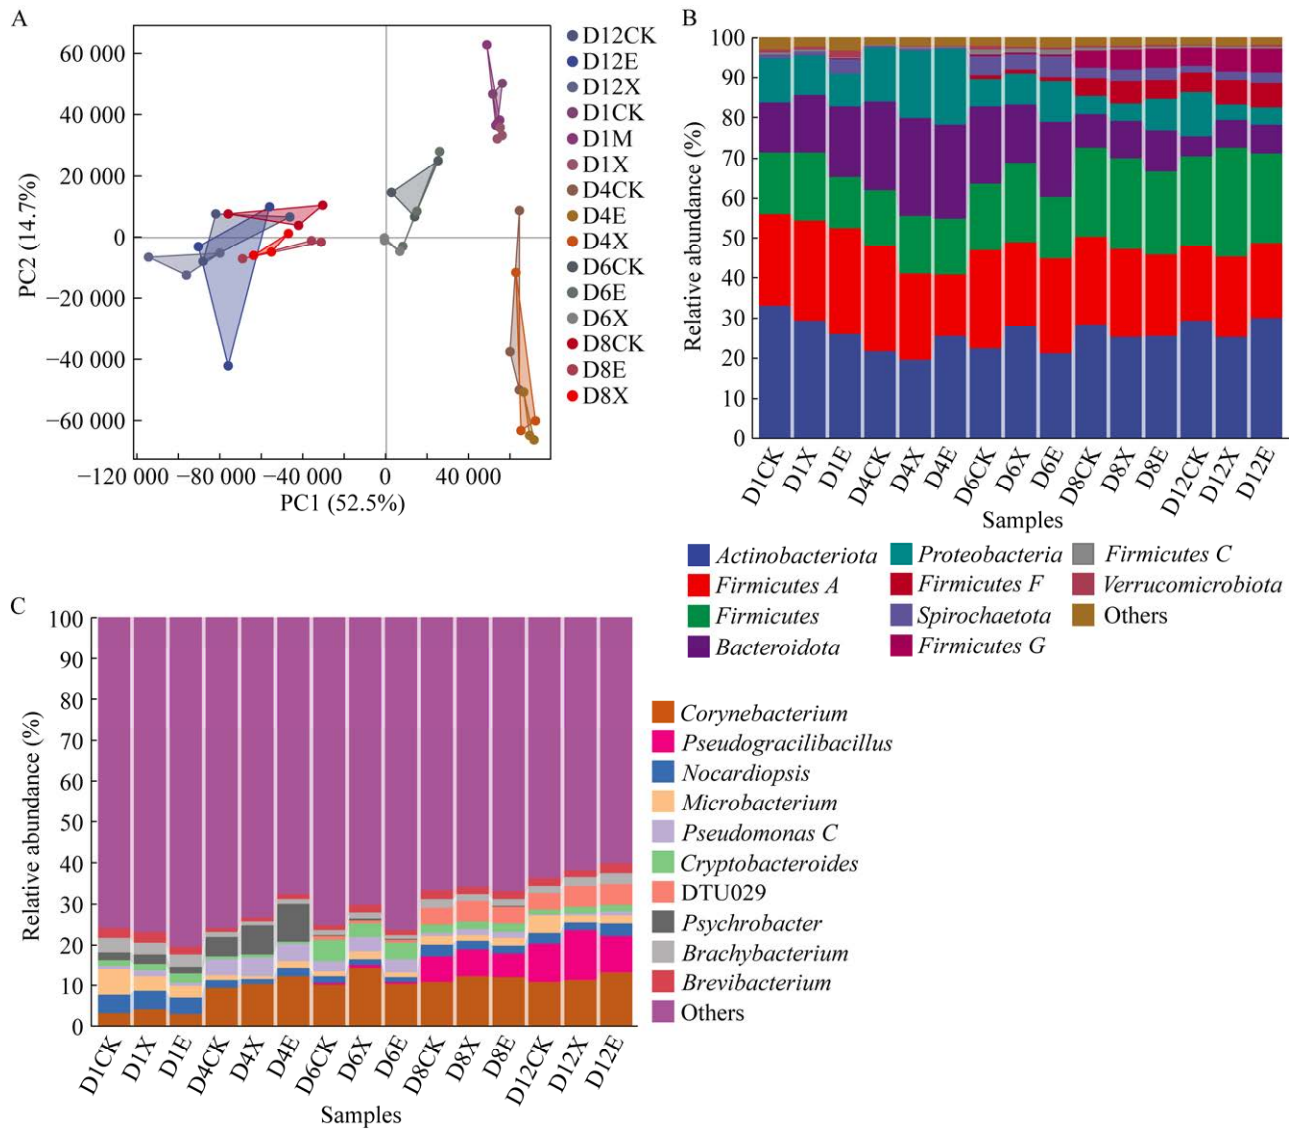 A
60 000
40 000
20 000
0
−20 000
−40 000
−60 000
PC2 (14.7%)
−120 000
−80 000
−40 000
0
40 000
PC1 (52.5%)
D12CK
D12E
D12X
D1CK
D1M
D1X
D4CK
D4E
D4X
D6CK
D6E
D6X
D8CK
D8E
D8X
B
100
90
80
70
60
50
40
30
20
10
0
Relative abundance (%)
D1CK
D1X
D1E
D4CK
D4X
D4E
D6CK
D6X
D6E
D8CK
D8X
D8E
D12CK
D12X
D12E
Samples
Actinobacteriota
Firmicutes A
Firmicutes
Bacteroidota
Proteobacteria
Firmicutes F
Spirochaetota
Firmicutes G
Firmicutes C
Verrucomicrobiota
Others
C
100
90
80
70
60
50
40
30
20
10
0
Relative abundance (%)
D1CK
D1X
D1E
D4CK
D4X
D4E
D6CK
D6X
D6E
D8CK
D8X
D8E
D12CK
D12X
D12E
Samples
Corynebacterium
Pseudogracilibacillus
Nocardiopsis
Microbacterium
Pseudomonas C
Cryptobacteroides
DTU029
Psychrobacter
Brachybacterium
Brevibacterium
Others